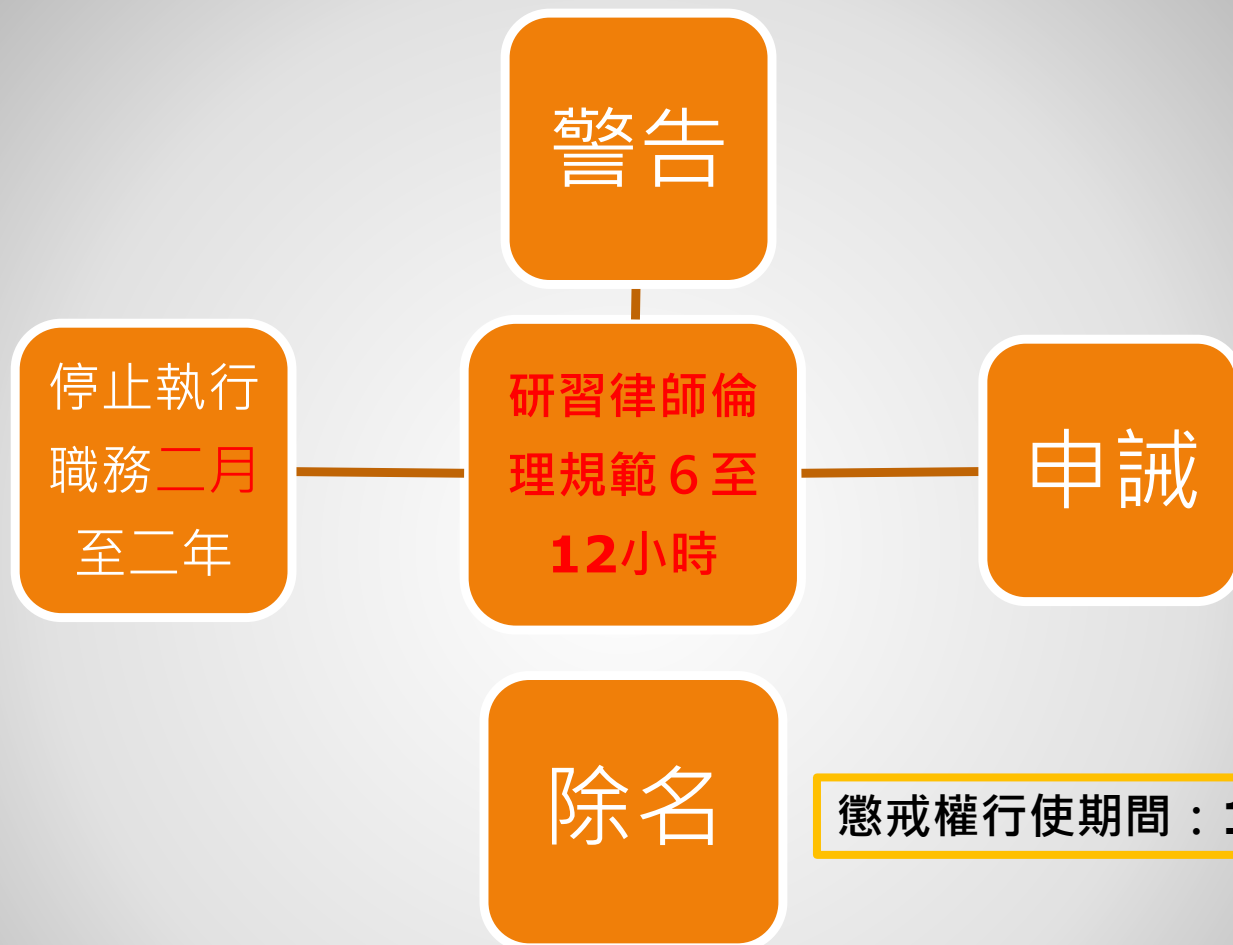 警告
停止執行
職務二月
至二年
研習律師倫
理規範６至
12小時
申誡
除名
懲戒權行使期間：